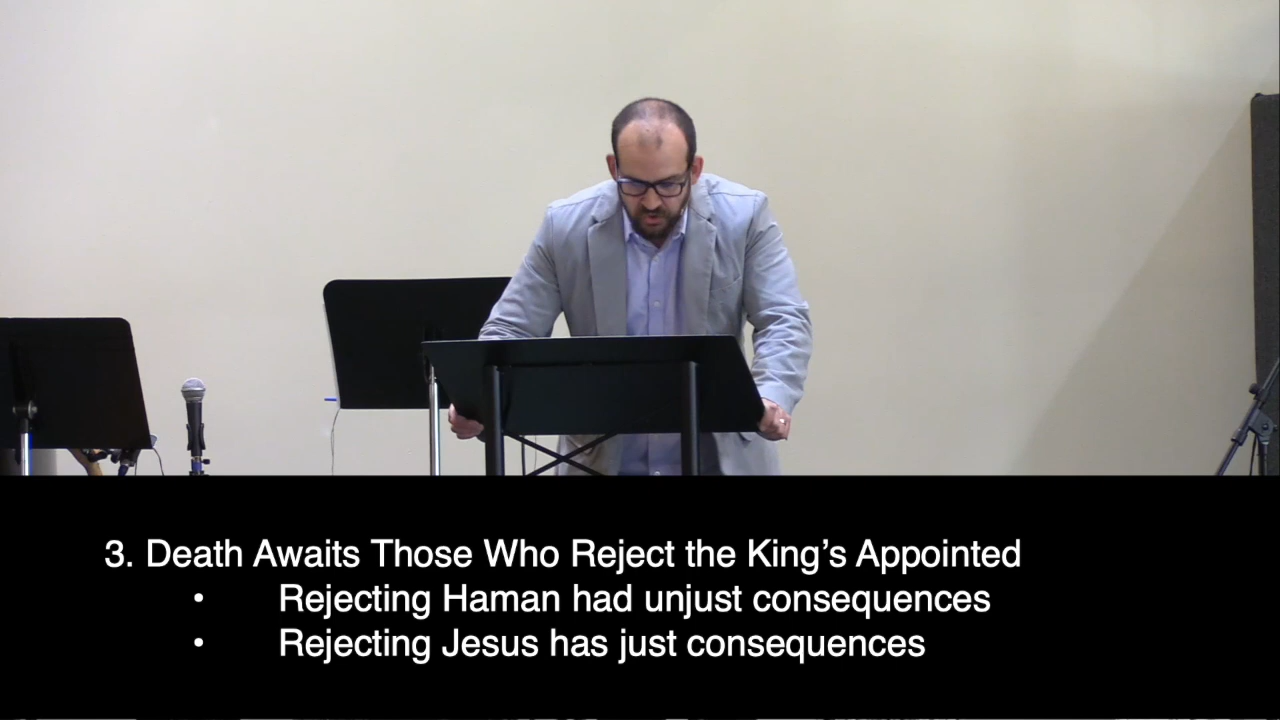 3. Death Awaits Those Who Reject the King’s Appointed
• Rejecting Haman had unjust consequences
• Rejecting Jesus has just consequences